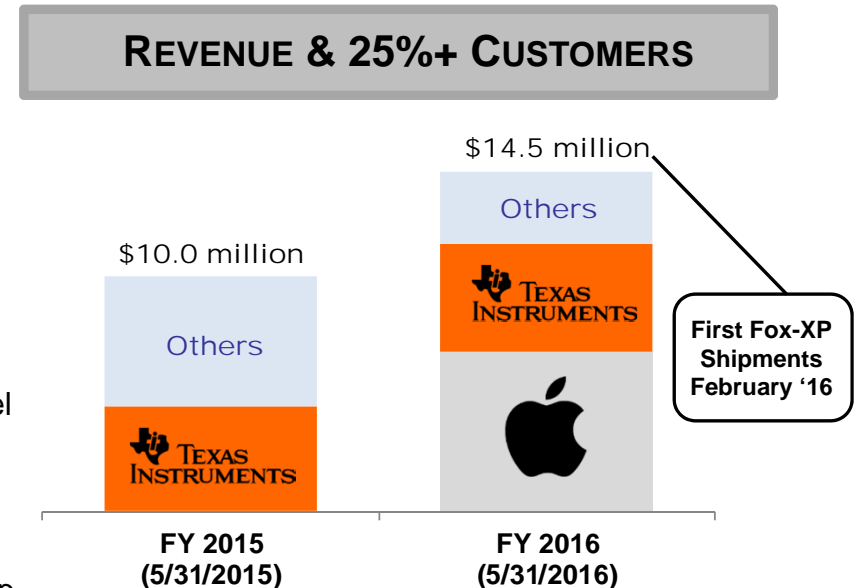 REVENUE & 25%+ CUSTOMERS
$14.5 million
Others
$10.0 million
TEXAS
INSTRUMENTS
First Fox-XP
Shipments
February ‘16
Others
el
TEXAS
INSTRUMENTS
FY 2015
(5/31/2015)
FY 2016
(5/31/2016)